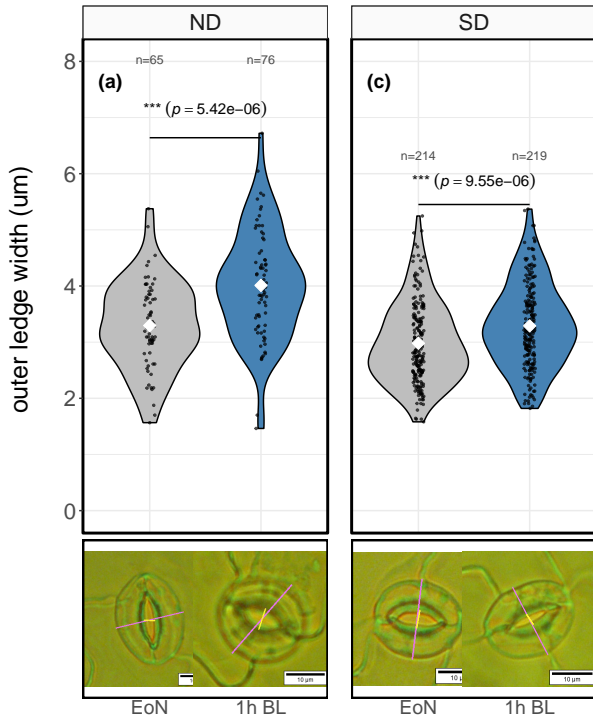 ND
SD
outer ledge width (um)
8
6
4
2
0
n=65
n=76
(a)
*** (p = 5.42e−06)
(c)
n=214
n=219
*** (p = 9.55e−06)
1
10 µm
10 µm
10 µm
EoN
1h BL
EoN
1h BL